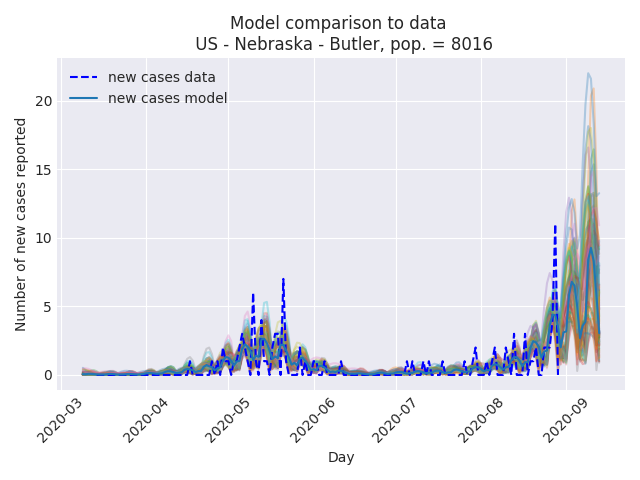 Model comparison to data
US - Nebraska - Butler, pop. = 8016
new cases data
new cases model
Number of new cases reported
20
15
10
5
0
2020-03
2020-04
2020-05
2020-06
2020-07
2020-08
2020-09
Day